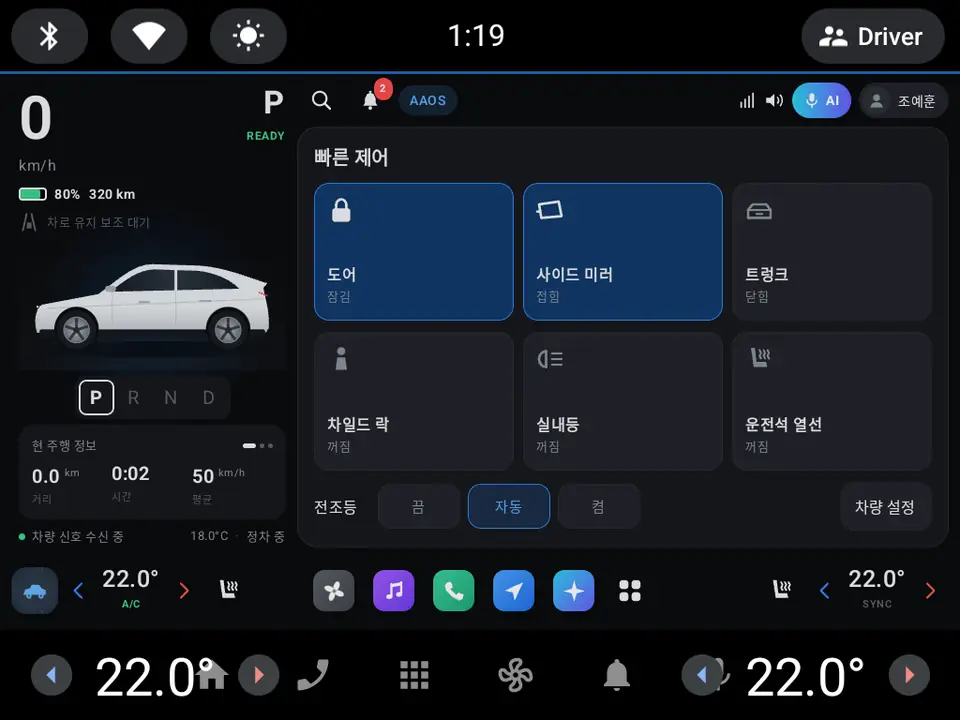 1:19
Driver
0
P
READY
km/h
80% 320 km
차로 유지 보조 대기
P R N D
현 주행 정보
0.0 km
거리
0:02
시간
50 km/h
평균
차량 신호 수신 중
18.0°C · 정차 중
2
AAOS
AI
조예훈
빠른 제어
도어
잠김
사이드 미러
접힘
트렁크
닫힘
차일드 락
꺼짐
실내등
꺼짐
운전석 열선
꺼짐
전조등
끔
자동
켬
차량 설정
22.0°
A/C
22.0°
SYNC
22.0°
22.0°